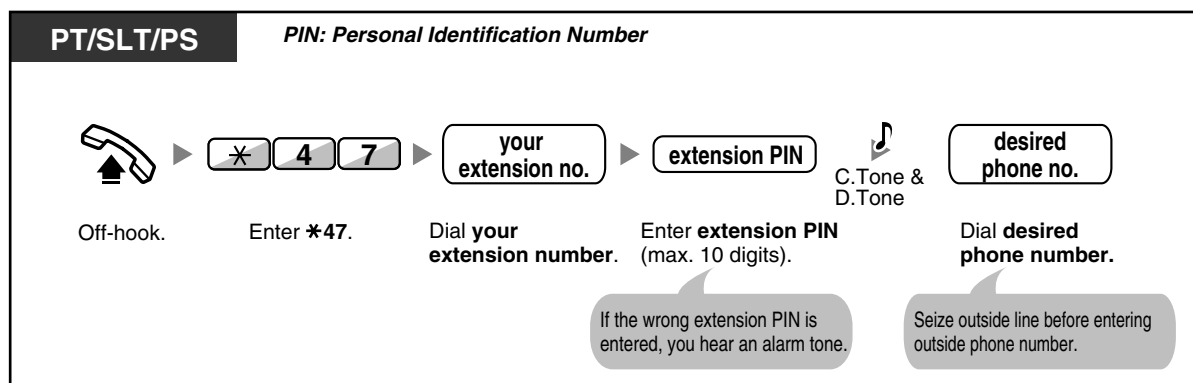 PT/SLT/PS
PIN: Personal Identification Number
* 4 7
your
extension no.
extension PIN
C.Tone &
D.Tone
desired
phone no.
Off-hook.
Enter *47.
Dial your
extension number.
Enter extension PIN
(max. 10 digits).
Dial desired
phone number.
If the wrong extension PIN is
entered, you hear an alarm tone.
Seize outside line before entering
outside phone number.